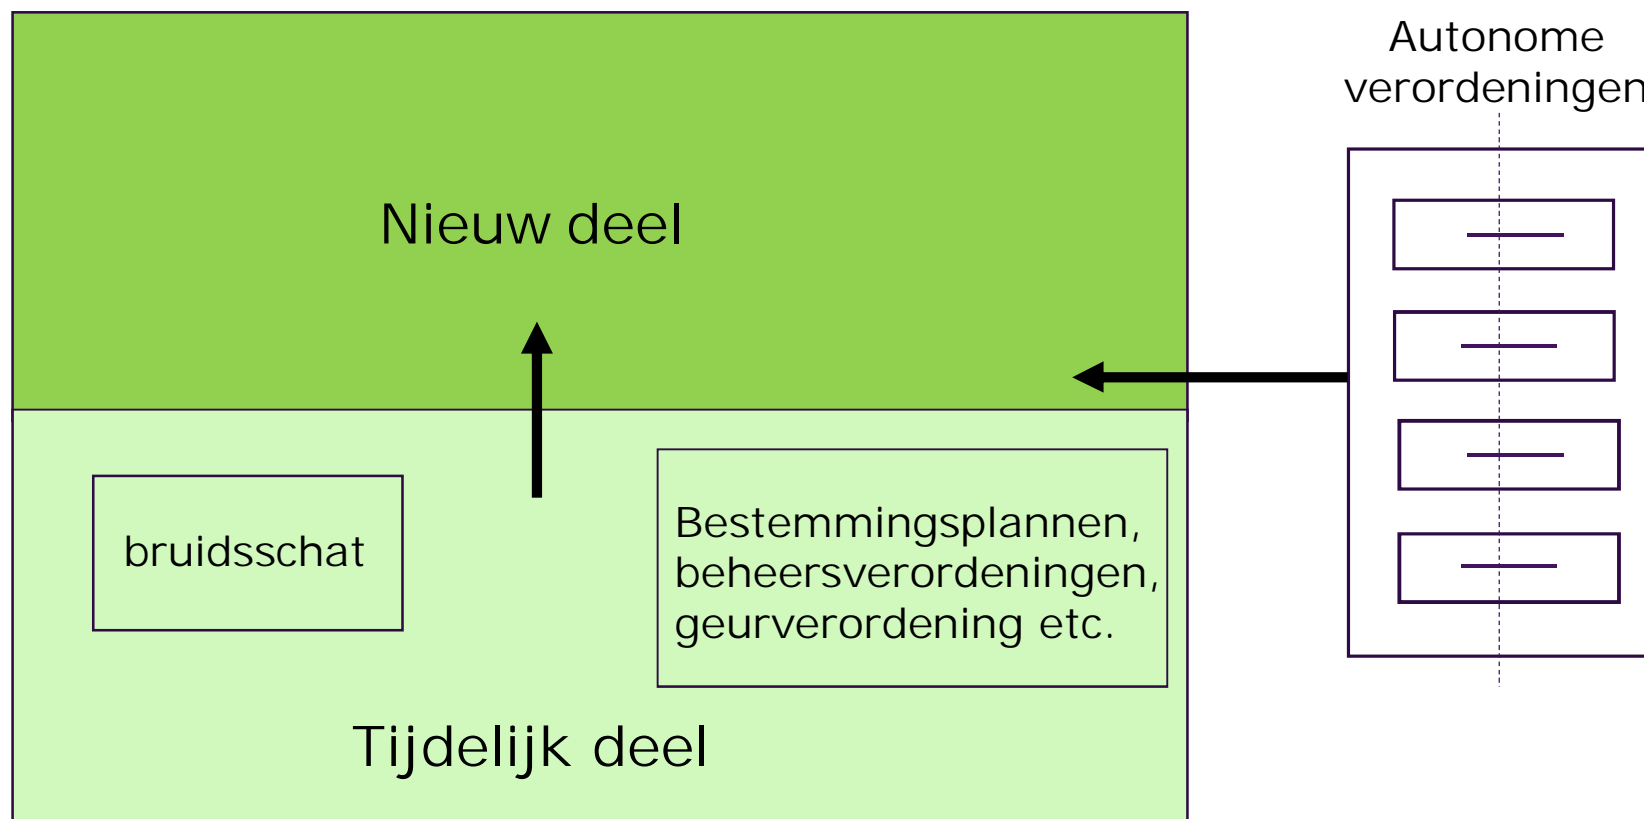 Autonome
verordeningen
Nieuw deel
bruidsschat
Bestemmingsplannen,
beheersverordeningen,
geurverordening etc.
Tijdelijk deel